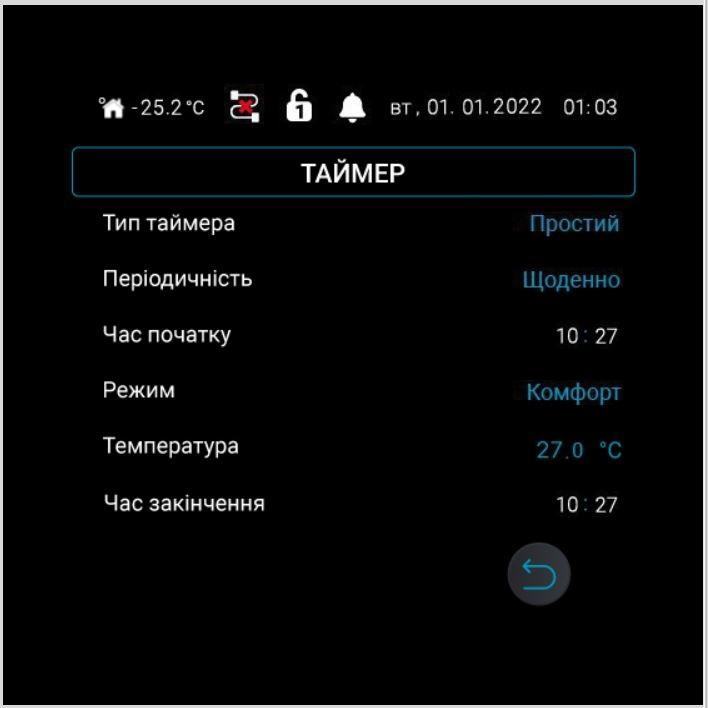 -25.2°C 1 вт, 01. 01. 2022 01:03
ТАЙМЕР
Тип таймера Простий
Періодичність Щоденно
Час початку 10:27
Режим Комфорт
Температура 27.0 °C
Час закінчення 10:27